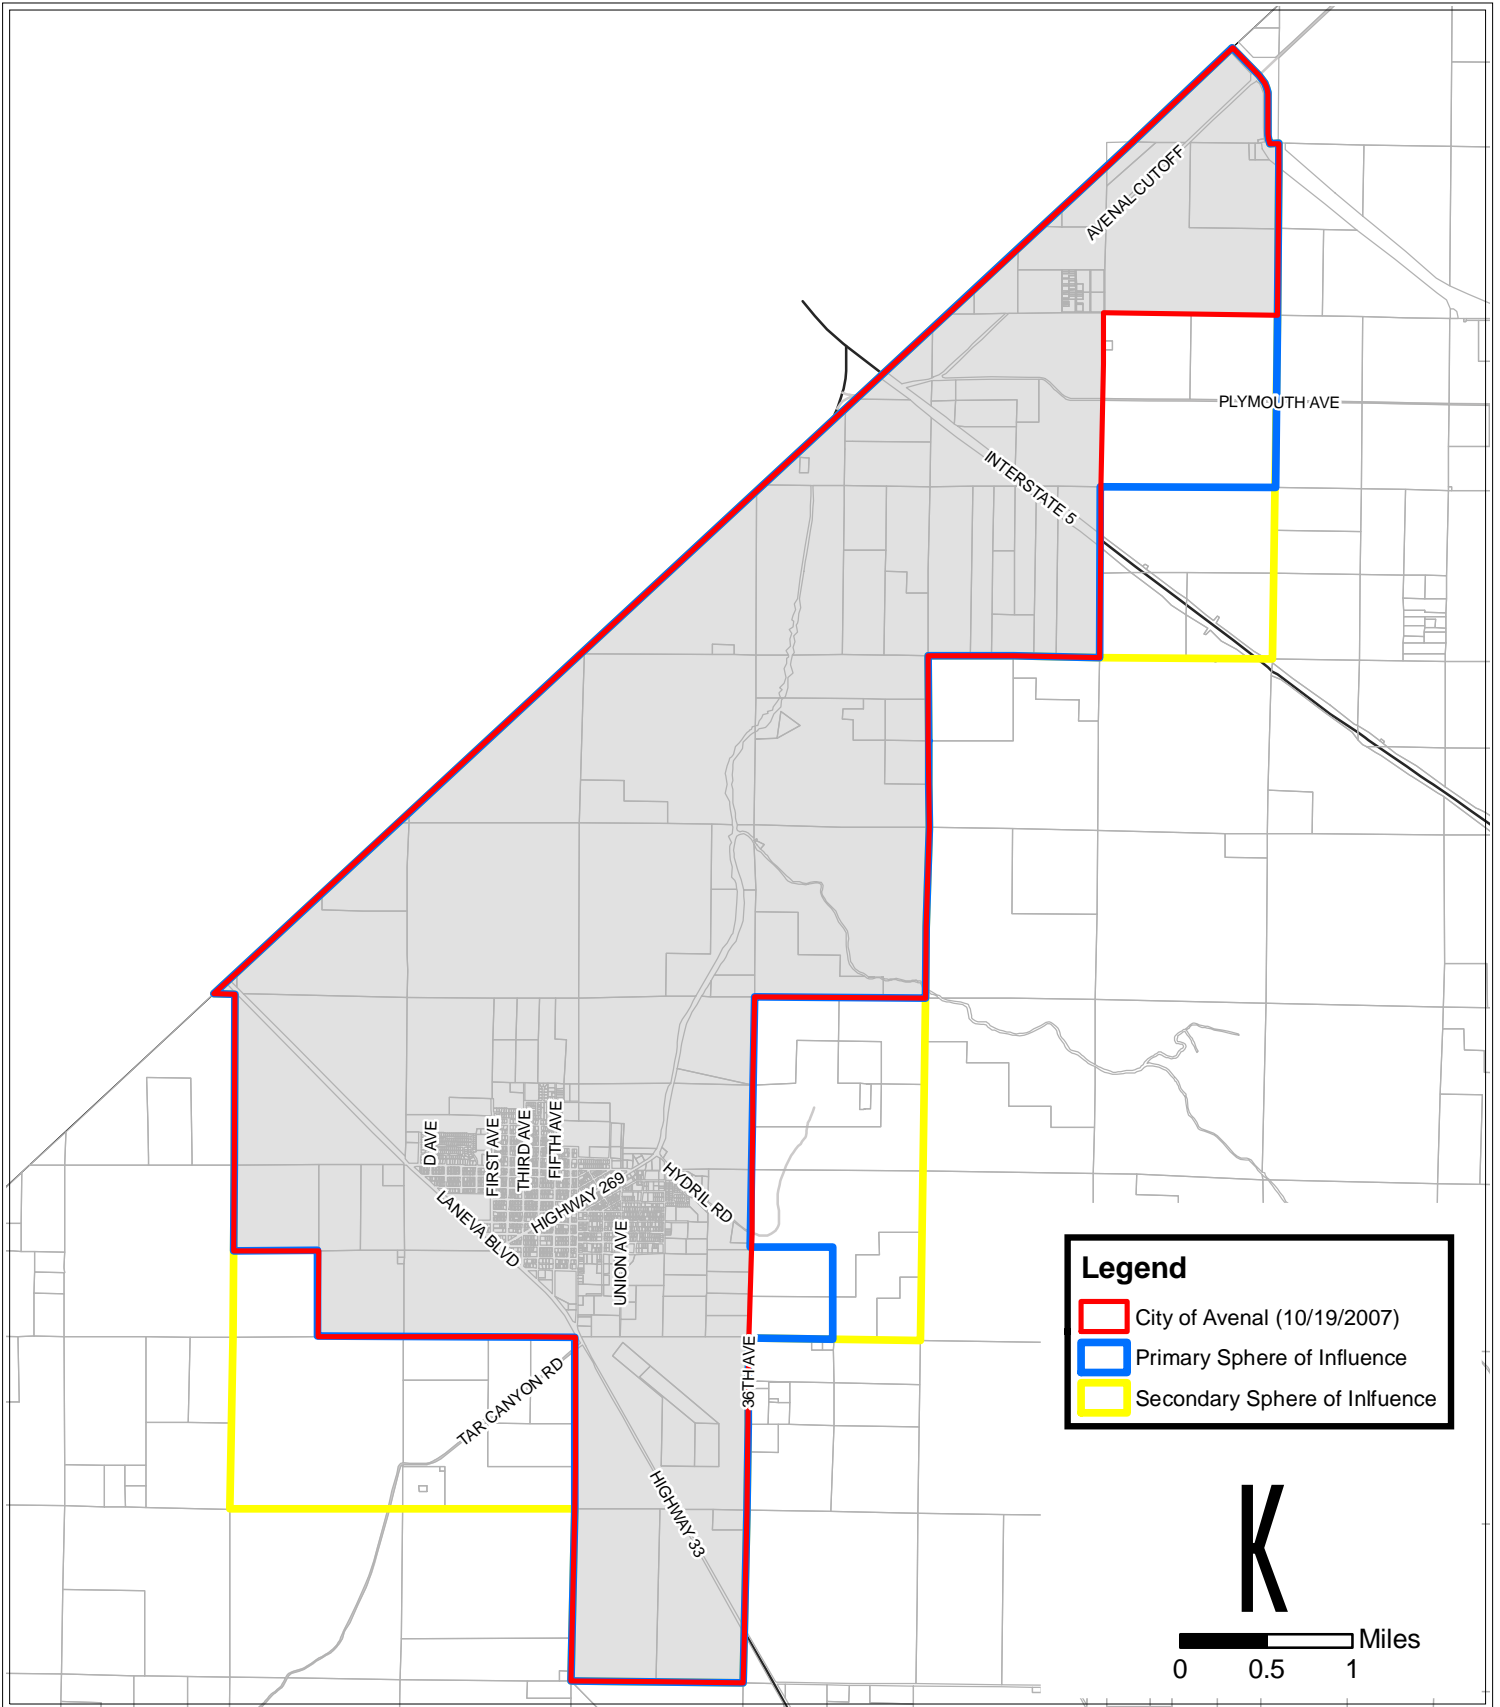 AVENAL CUTOFF
PLYMOUTH AVE
INTERSTATE 5
D AVE
FIRST AVE
THIRD AVE
FIFTH AVE
HIGHWAY 269
HYDRIL RD
LANEVA BLVD
UNION AVE
36TH AVE
TAR CANYON RD
HIGHWAY 33
Legend
City of Avenal (10/19/2007)
Primary Sphere of Influence
Secondary Sphere of Inlfuence
K
Miles
0 0.5 1